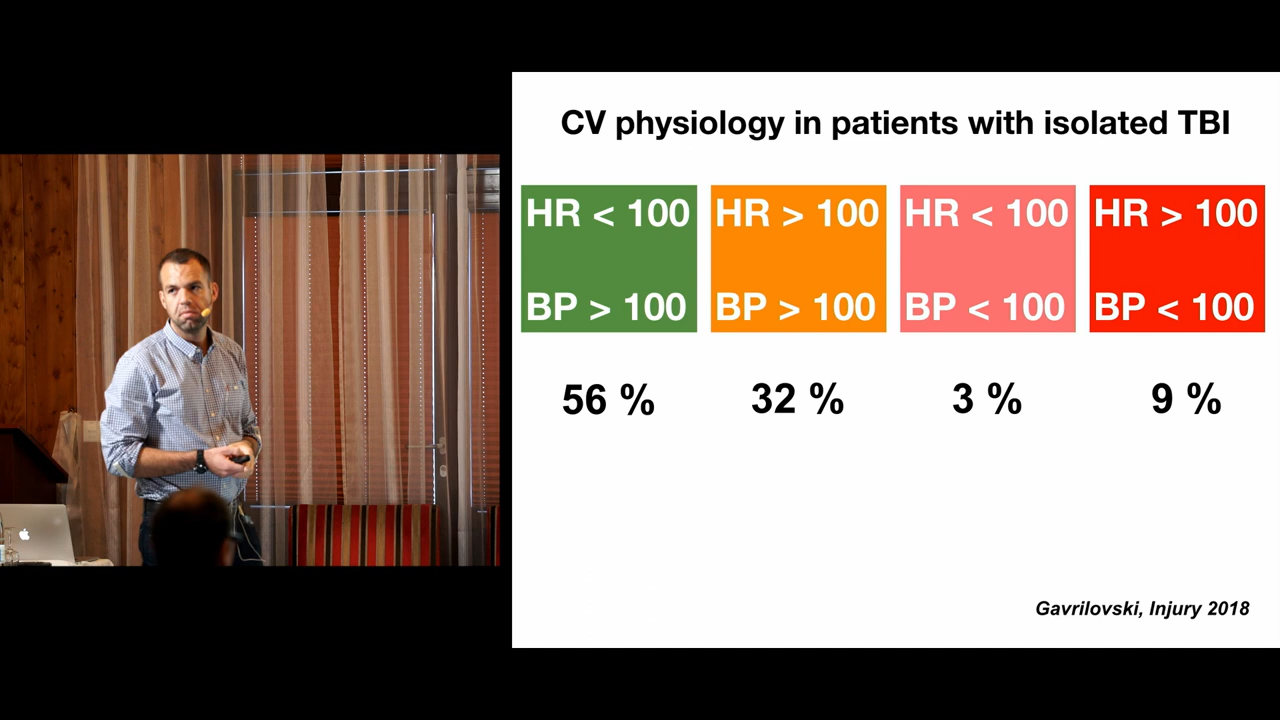 CV physiology in patients with isolated TBI
HR < 100
BP > 100
HR > 100
BP > 100
HR < 100
BP < 100
HR > 100
BP < 100
56 %
32 %
3 %
9 %
Gavrilovski, Injury 2018